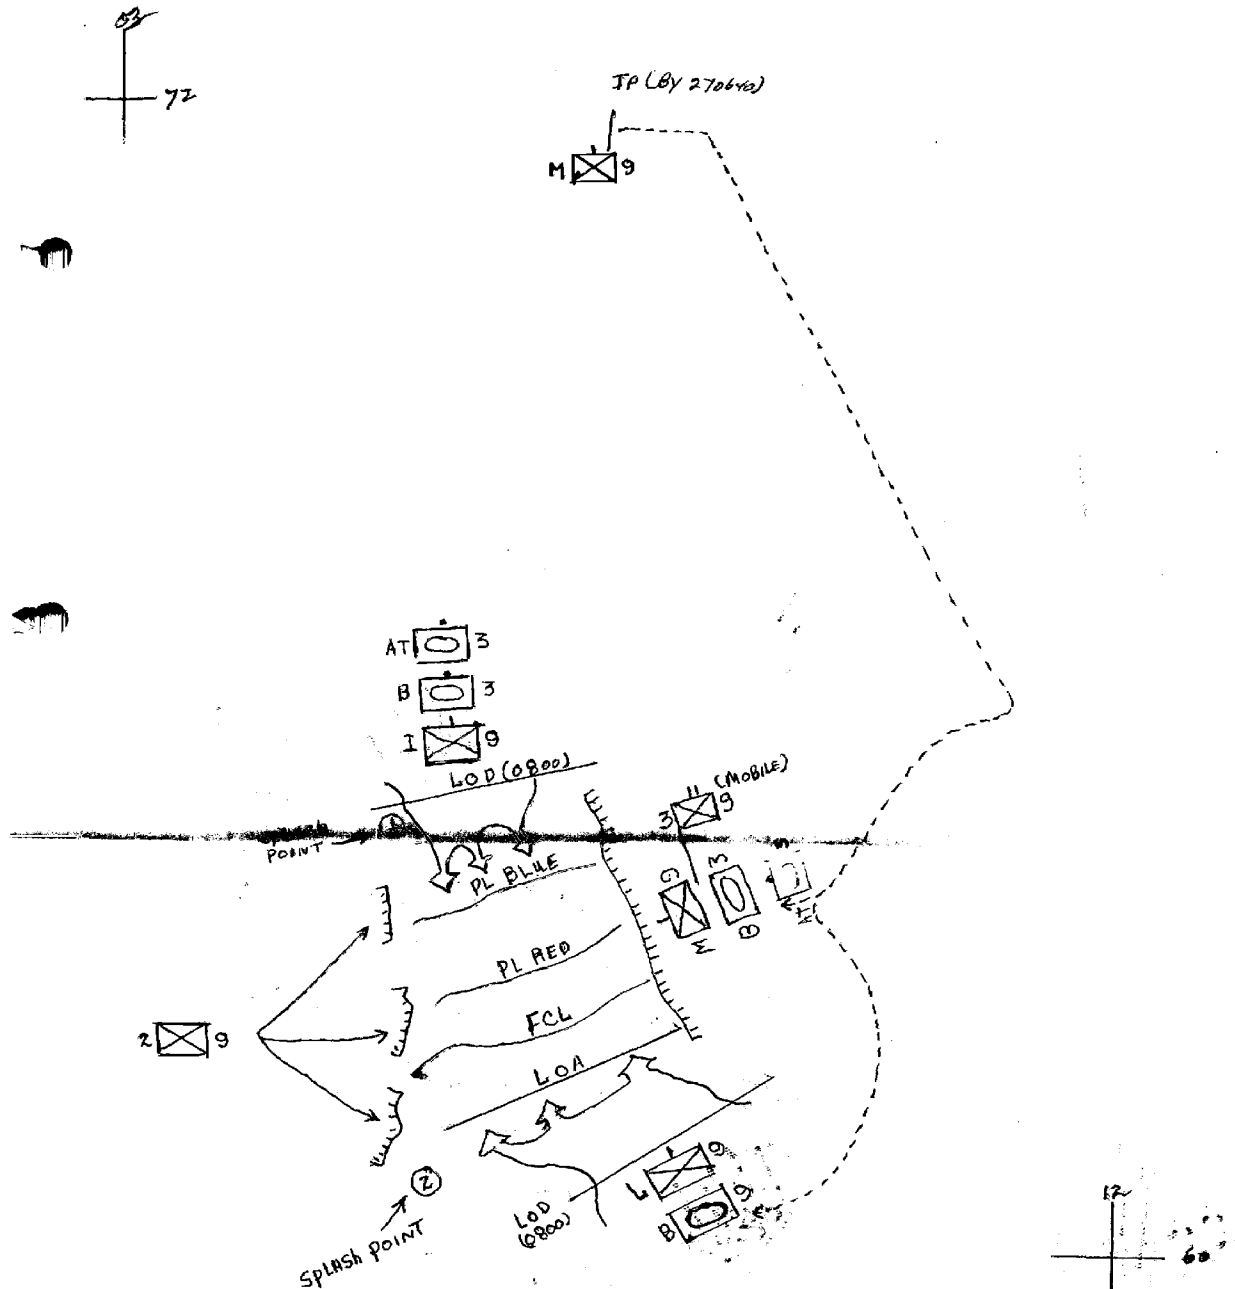 03
72
IP (BY 270640)
M 9
AT 3
B 3
I 9
LOD (0800)
(MOBILE)
3 9
1
POINT
PL BLUE
G
M
3
B
PL RED
2 9
FCL
LOA
L 9
B 9
2
SPLASH POINT
LOD
(0800)
12
60